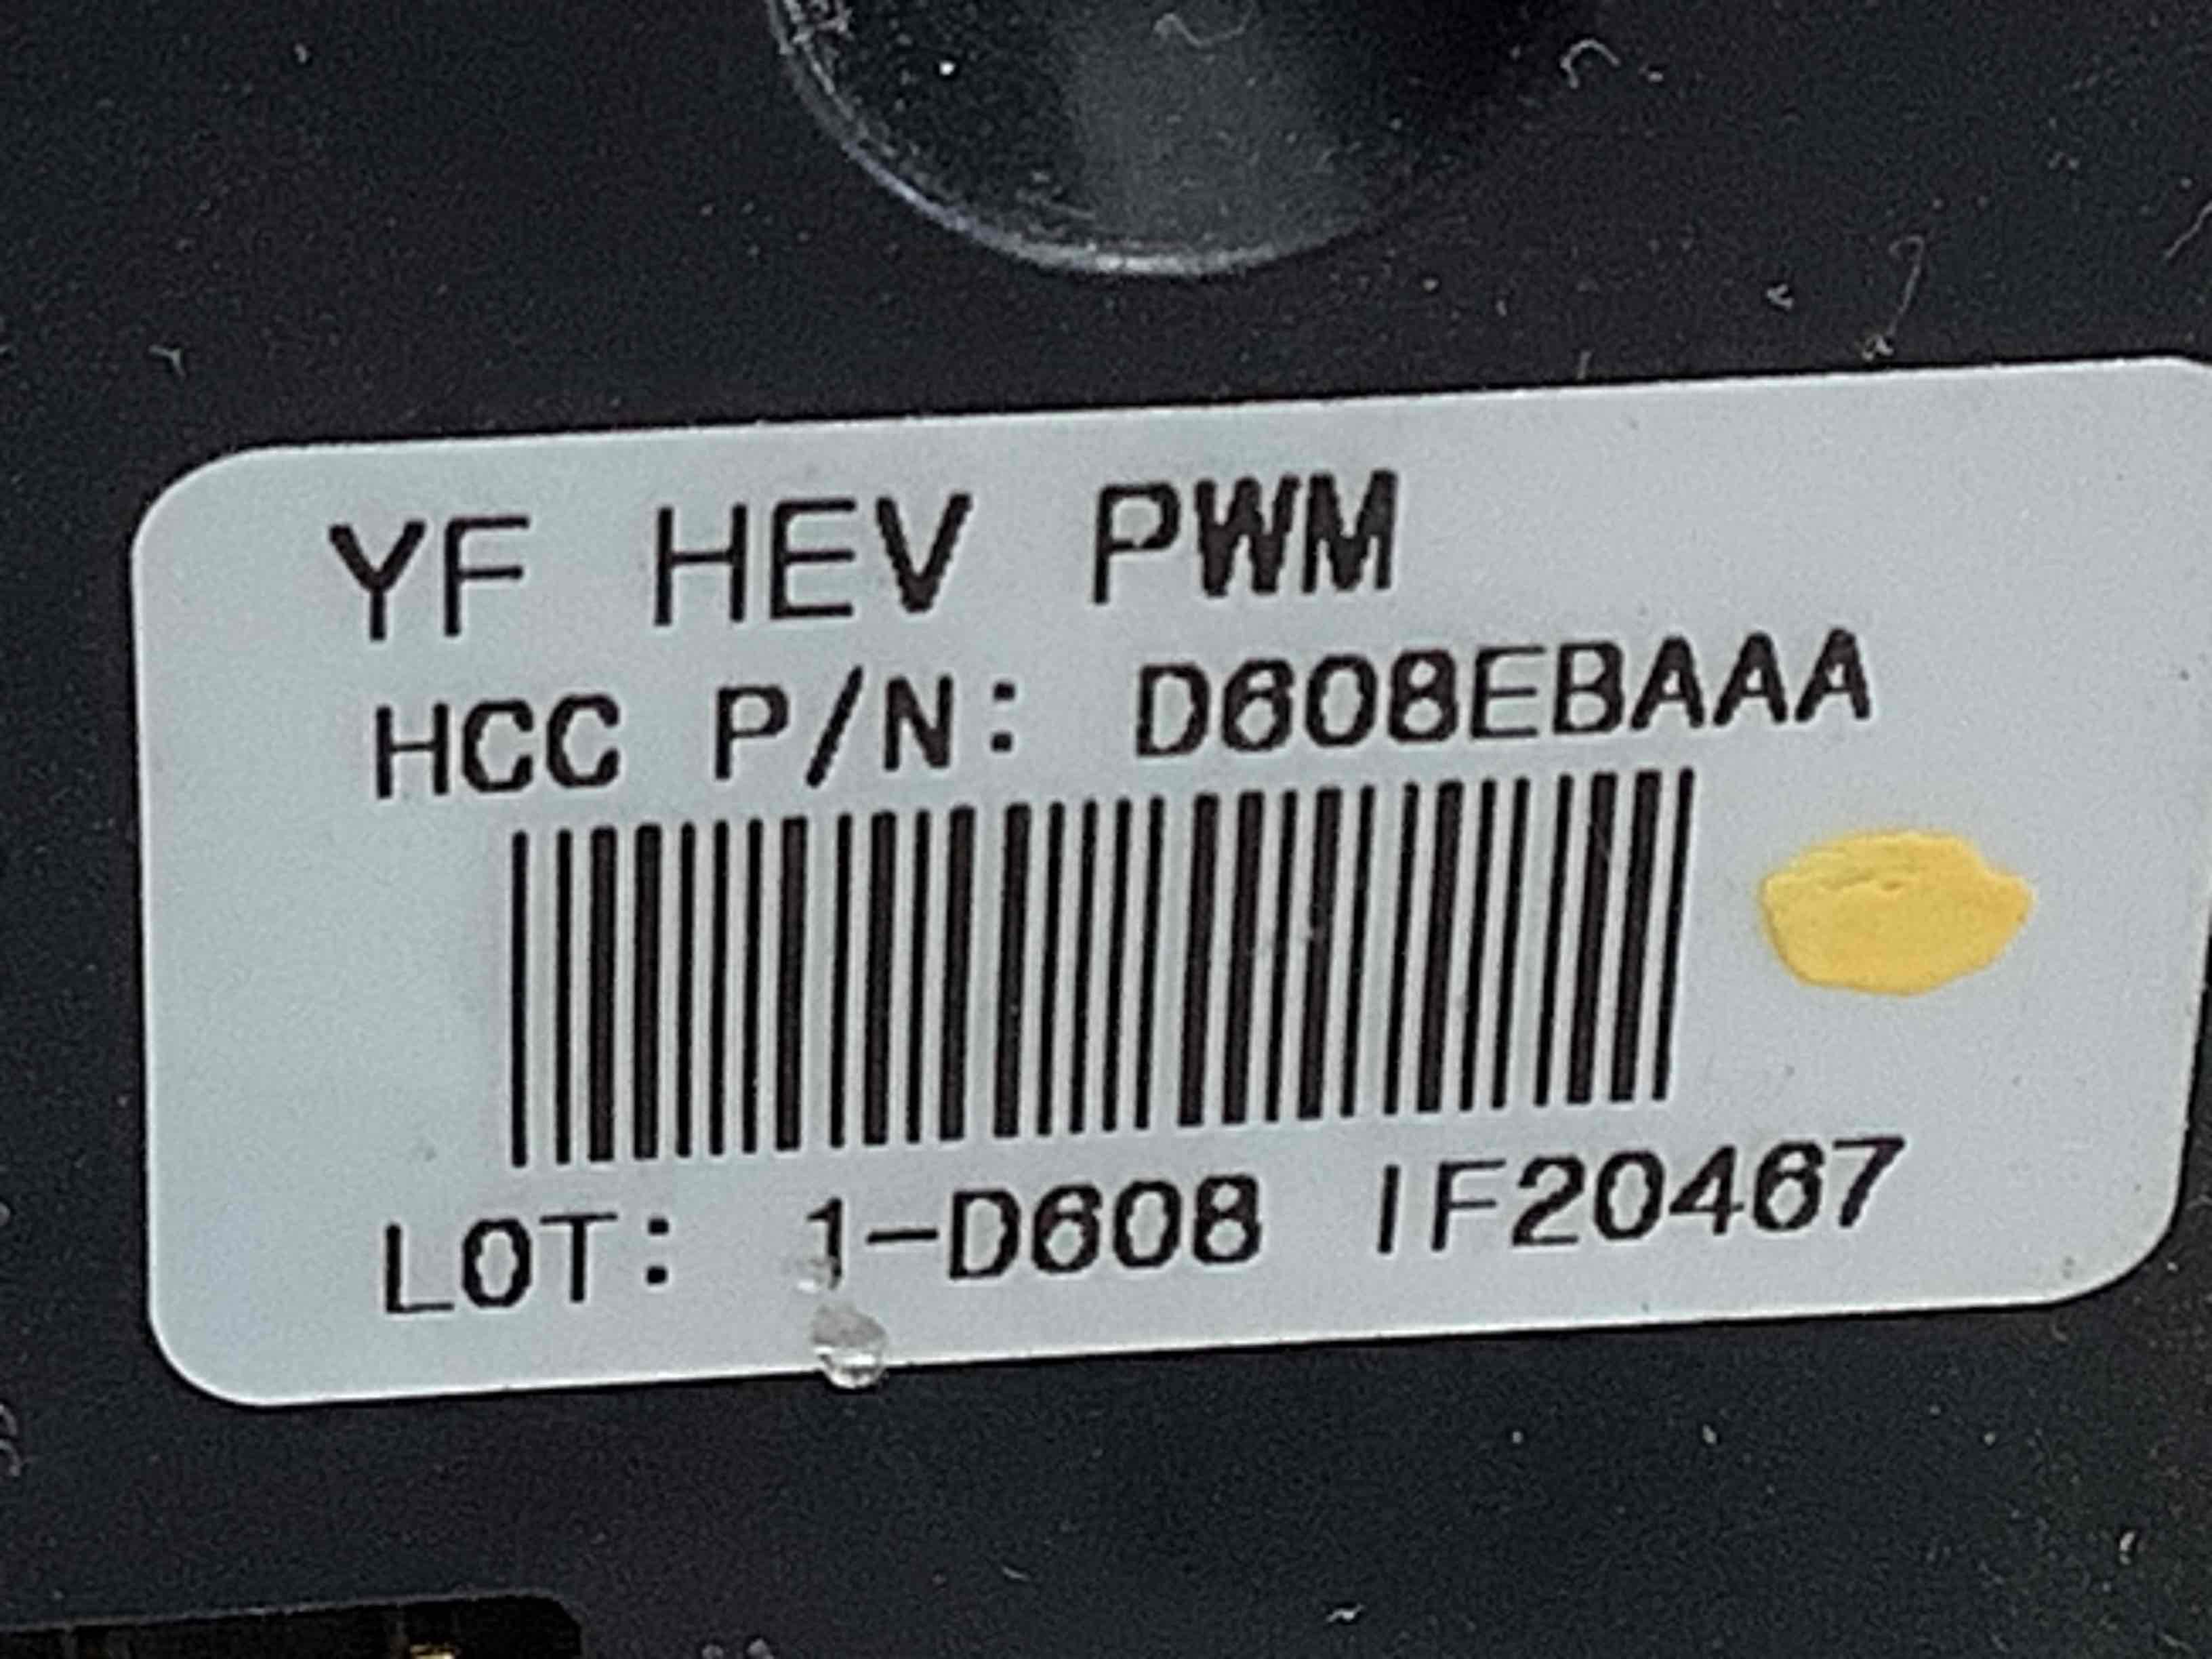 YF HEV PWM
HCC P/N: D608EBAAA
LOT: 1-D608 IF20467